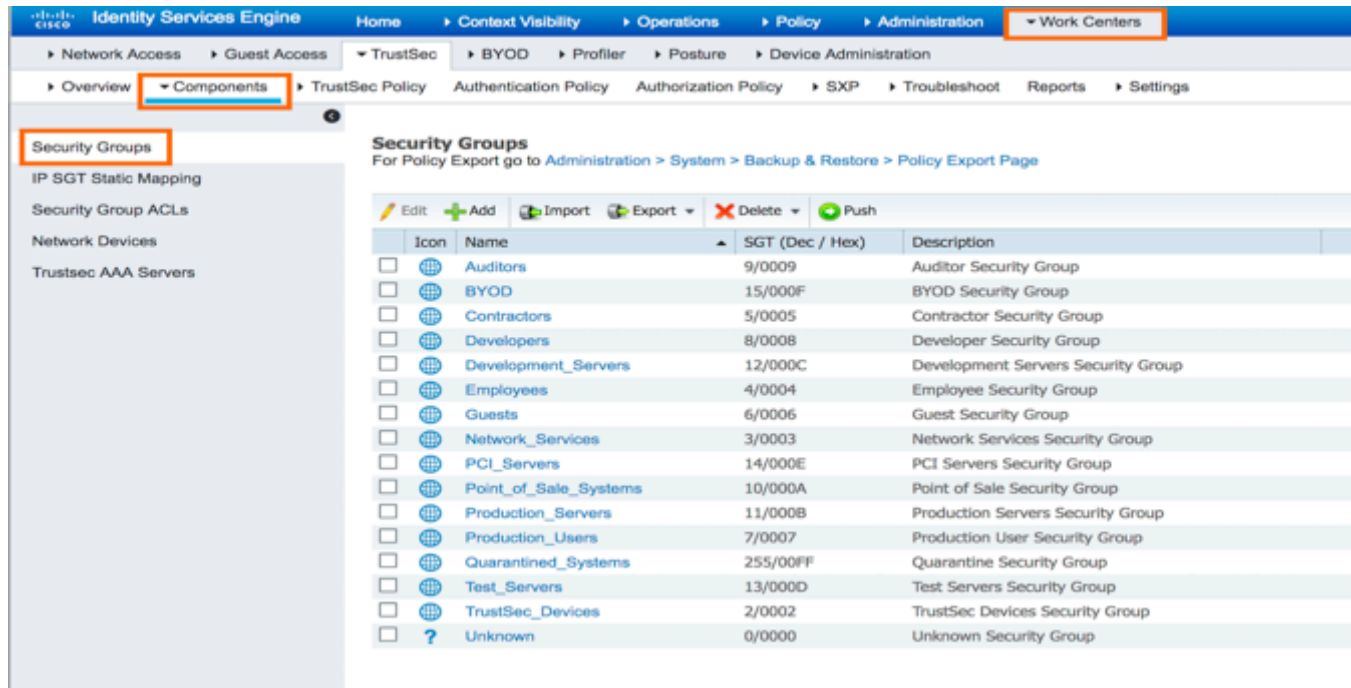 cisco Identity Services Engine Home Context Visibility Operations Policy Administration Work Centers
Network Access Guest Access TrustSec BYOD Profiler Posture Device Administration
Overview Components TrustSec Policy Authentication Policy Authorization Policy SXP Troubleshoot Reports Settings
Security Groups
IP SGT Static Mapping
Security Group ACLs
Network Devices
Trustsec AAA Servers
Security Groups
For Policy Export go to Administration > System > Backup & Restore > Policy Export Page
Edit Add Import Export Delete Push
Icon Name SGT (Dec / Hex) Description
Auditors 9/0009 Auditor Security Group
BYOD 15/000F BYOD Security Group
Contractors 5/0005 Contractor Security Group
Developers 8/0008 Developer Security Group
Development_Servers 12/000C Development Servers Security Group
Employees 4/0004 Employee Security Group
Guests 6/0006 Guest Security Group
Network_Services 3/0003 Network Services Security Group
PCI_Servers 14/000E PCI Servers Security Group
Point_of_Sale_Systems 10/000A Point of Sale Security Group
Production_Servers 11/000B Production Servers Security Group
Production_Users 7/0007 Production User Security Group
Quarantined_Systems 255/00FF Quarantine Security Group
Test_Servers 13/000D Test Servers Security Group
TrustSec_Devices 2/0002 TrustSec Devices Security Group
? Unknown 0/0000 Unknown Security Group